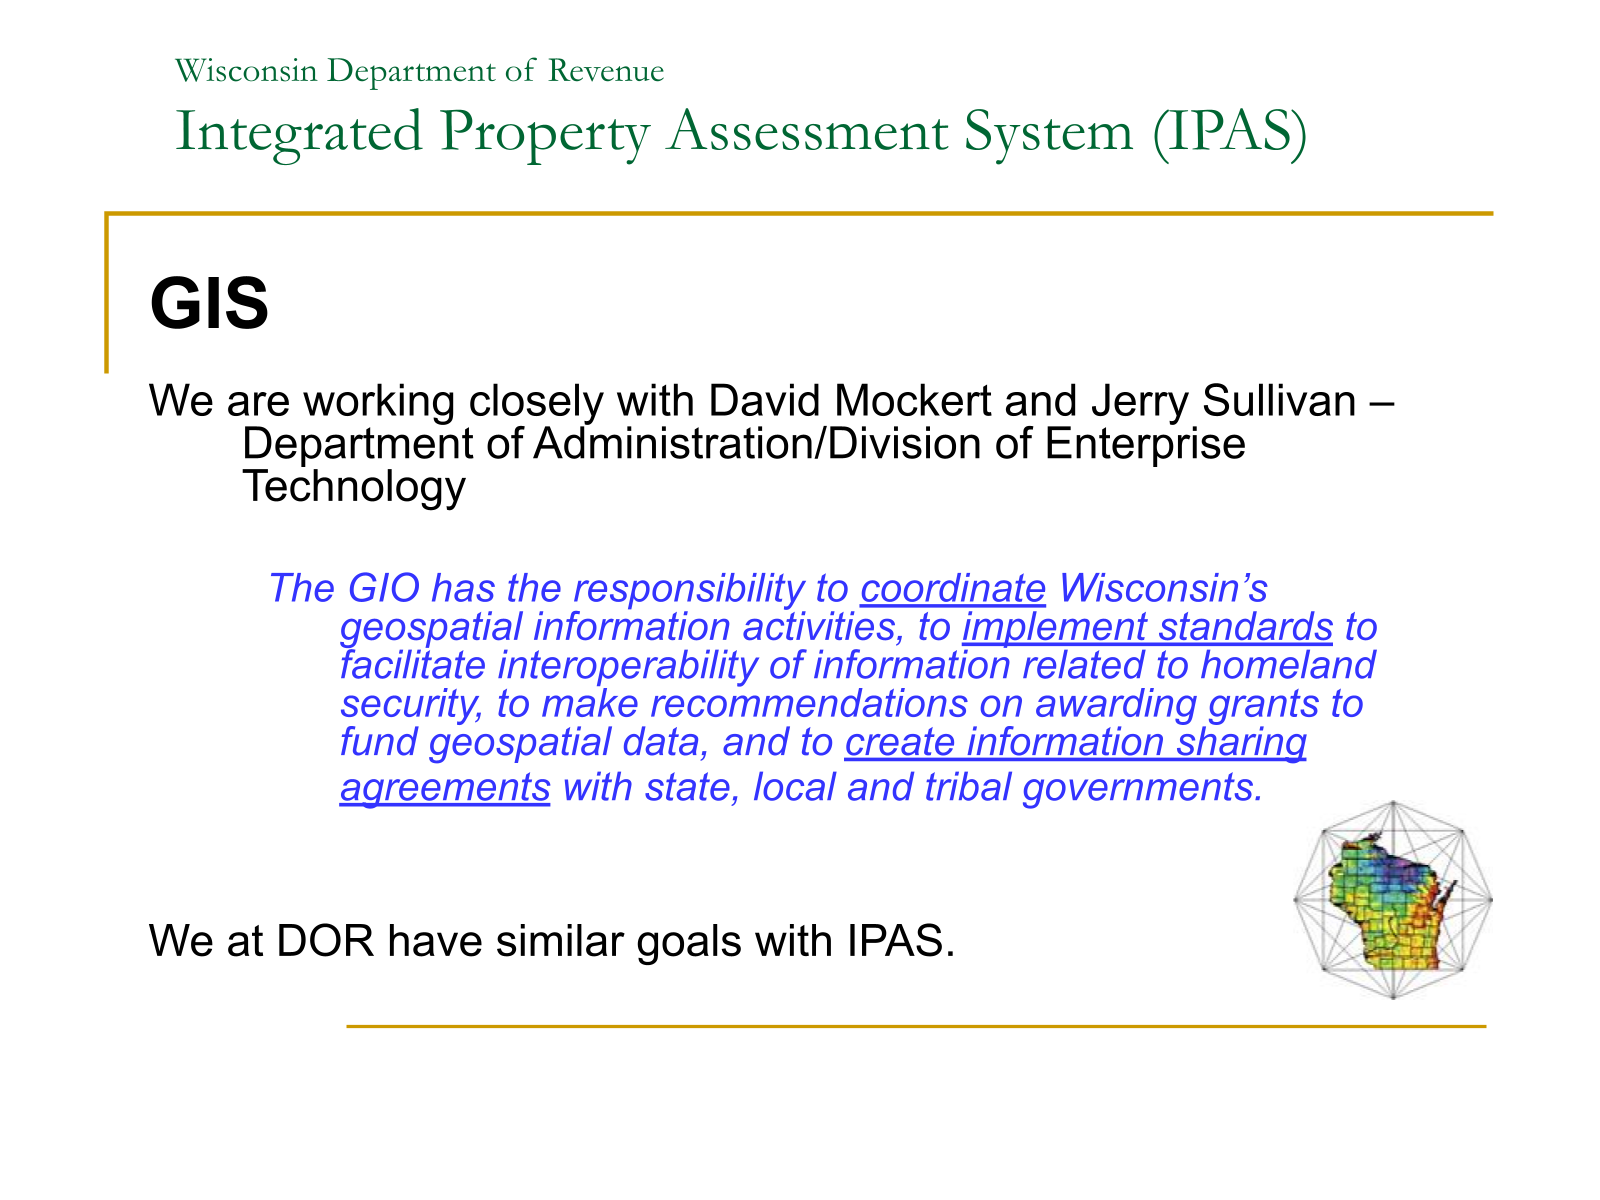 Wisconsin Department of Revenue
Integrated Property Assessment System (IPAS)
GIS
We are working closely with David Mockert and Jerry Sullivan –
Department of Administration/Division of Enterprise
Technology
The GIO has the responsibility to coordinate Wisconsin’s
geospatial information activities, to implement standards to
facilitate interoperability of information related to homeland
security, to make recommendations on awarding grants to
fund geospatial data, and to create information sharing
agreements with state, local and tribal governments.
We at DOR have similar goals with IPAS.